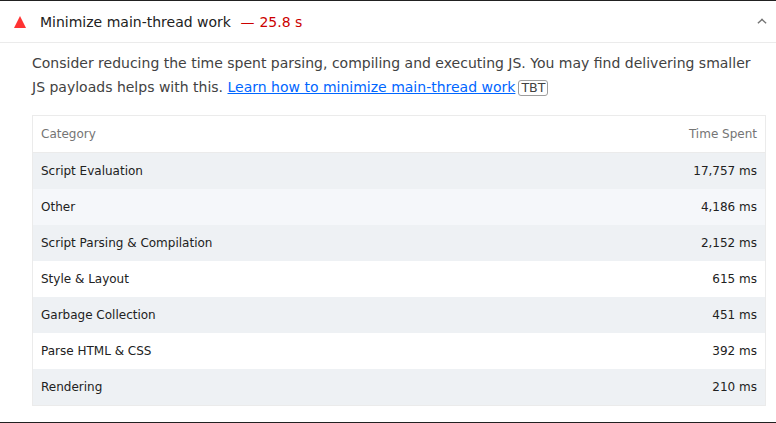 Minimize main-thread work — 25.8 s
Consider reducing the time spent parsing, compiling and executing JS. You may find delivering smaller
JS payloads helps with this. Learn how to minimize main-thread work TBT
Category Time Spent
Script Evaluation 17,757 ms
Other 4,186 ms
Script Parsing & Compilation 2,152 ms
Style & Layout 615 ms
Garbage Collection 451 ms
Parse HTML & CSS 392 ms
Rendering 210 ms